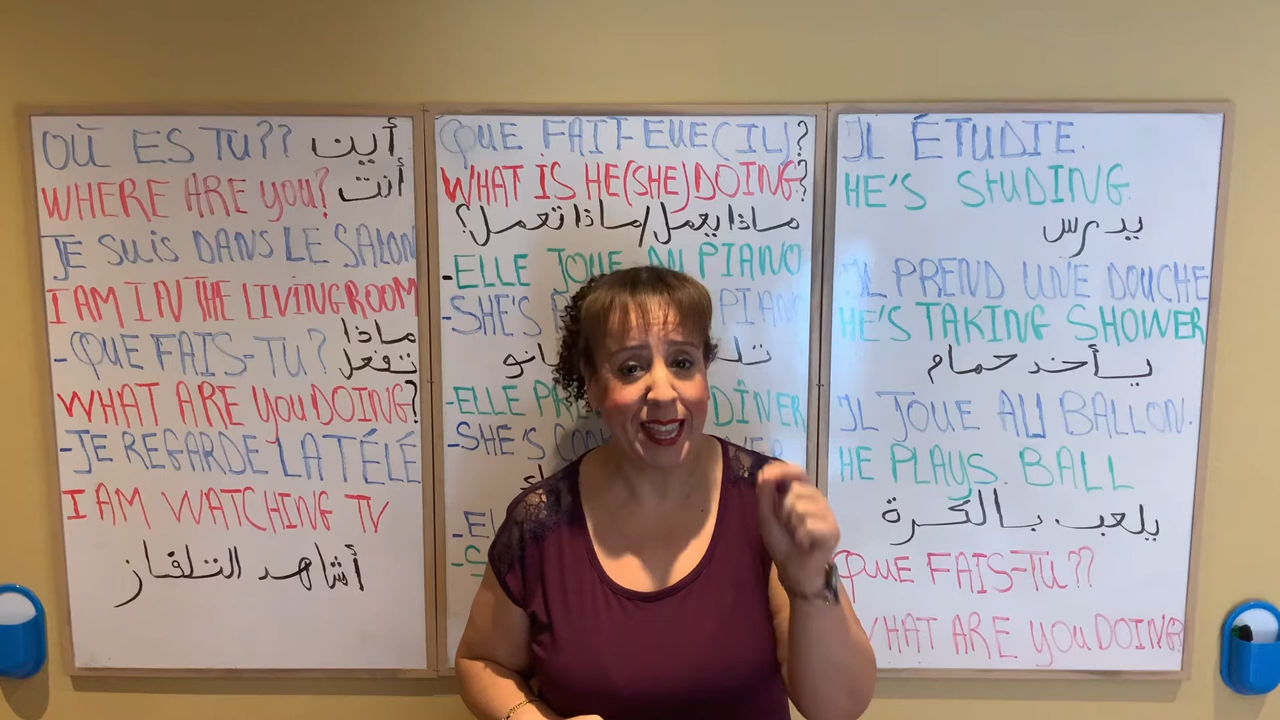 OÙ ES TU?? أين
WHERE ARE you? أنت
JE SUIS DANS LE SALON
I AM IN THE LIVING ROOM
-QUE FAIS-TU? ماذا
تفعل
WHAT ARE you DOING?
-JE REGARDE LA TÉLÉ
I AM WATCHING TV
أشاهد التلفاز
QUE FAIT-ELLE(IL)?
WHAT IS HE(SHE) DOING?
ماذا يعمل/ماذا تعمل؟
-ELLE JOUE AU PIANO
-SHE'S PIANO
-ELLE DÎNER
-SHE'S
IL ÉTUDIE.
HE'S STUDING
يدرس
IL PREND UNE DOUCHE
HE'S TAKING SHOWER
يأخد حمام
IL JOUE AU BALLON.
HE PLAYS. BALL
يلعب بالكرة
QUE FAIS-TU??
WHAT ARE you DOING?